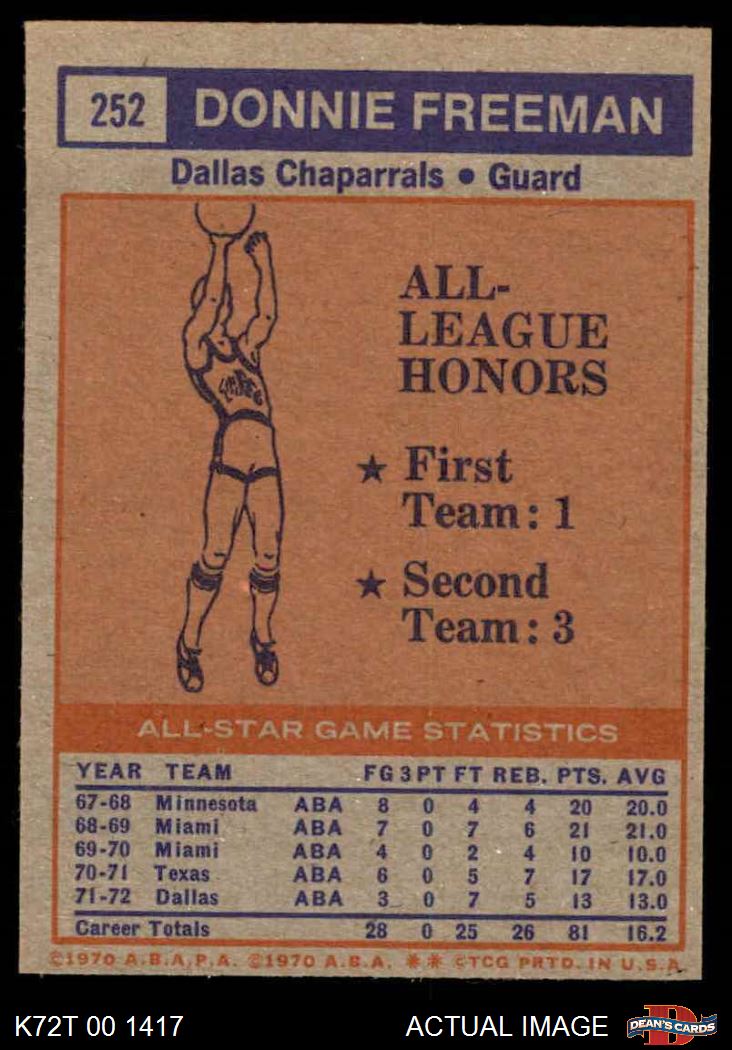 252 DONNIE FREEMAN
Dallas Chaparrals • Guard
ALL-
LEAGUE
HONORS
★ First
Team: 1
★ Second
Team: 3
ALL-STAR GAME STATISTICS
YEAR TEAM FG 3PT FT REB. PTS. AVG
67-68 Minnesota ABA 8 0 4 4 20 20.0
68-69 Miami ABA 7 0 7 6 21 21.0
69-70 Miami ABA 4 0 2 4 10 10.0
70-71 Texas ABA 6 0 5 7 17 17.0
71-72 Dallas ABA 3 0 7 5 13 13.0
Career Totals 28 0 25 26 81 16.2
©1970 A.B.A.P.A. ©1970 A.B.A. ** ©TCG PRTD. IN U.S.A.
K72T 00 1417 ACTUAL IMAGE DEAN'S CARDS